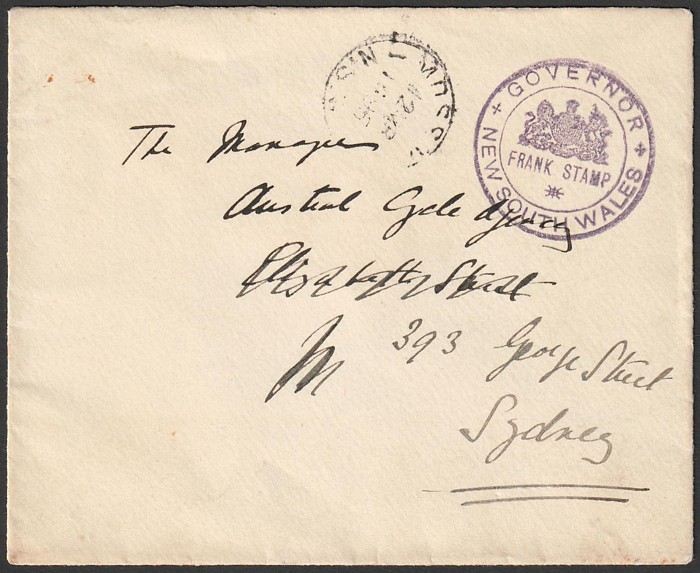 GOVERNOR
NEW SOUTH WALES
FRANK STAMP
The Manager
Austral Cycle Agency
Elizabeth Street
393 George Street
Sydney